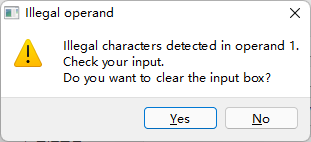 Illegal operand
Illegal characters detected in operand 1.
Check your input.
Do you want to clear the input box?
Yes
No